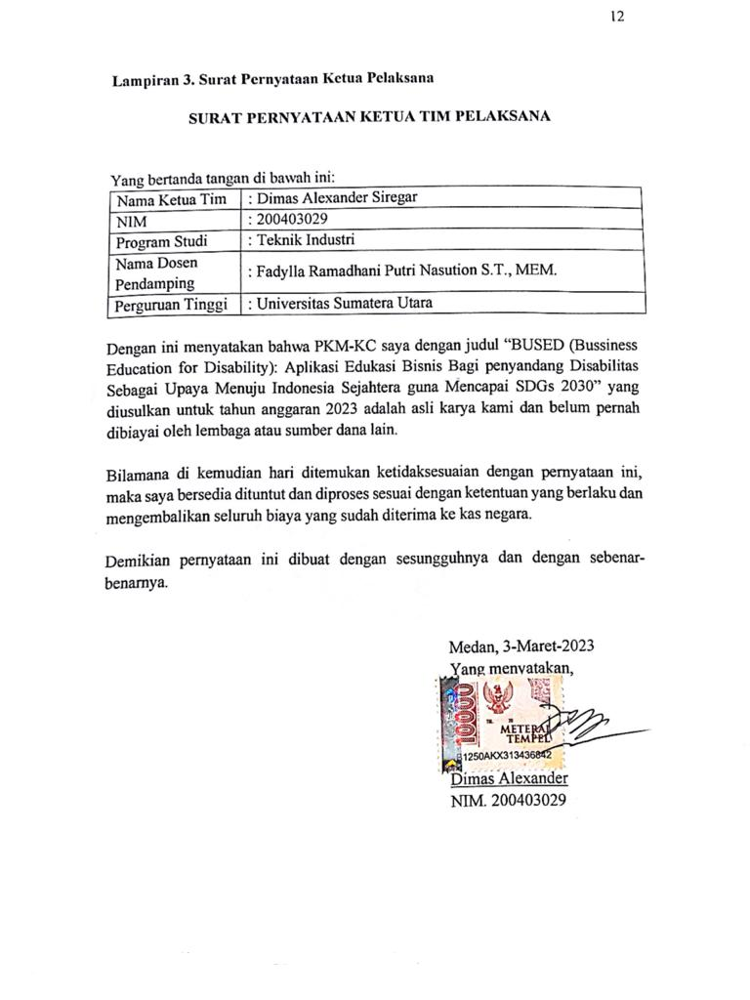 12
Lampiran 3. Surat Pernyataan Ketua Pelaksana
SURAT PERNYATAAN KETUA TIM PELAKSANA
Yang bertanda tangan di bawah ini:
Nama Ketua Tim : Dimas Alexander Siregar
NIM : 200403029
Program Studi : Teknik Industri
Nama Dosen Pendamping : Fadylla Ramadhani Putri Nasution S.T., MEM.
Perguruan Tinggi : Universitas Sumatera Utara
Dengan ini menyatakan bahwa PKM-KC saya dengan judul “BUSED (Bussiness
Education for Disability): Aplikasi Edukasi Bisnis Bagi penyandang Disabilitas
Sebagai Upaya Menuju Indonesia Sejahtera guna Mencapai SDGs 2030” yang
diusulkan untuk tahun anggaran 2023 adalah asli karya kami dan belum pernah
dibiayai oleh lembaga atau sumber dana lain.
Bilamana di kemudian hari ditemukan ketidaksesuaian dengan pernyataan ini,
maka saya bersedia dituntut dan diproses sesuai dengan ketentuan yang berlaku dan
mengembalikan seluruh biaya yang sudah diterima ke kas negara.
Demikian pernyataan ini dibuat dengan sesungguhnya dan dengan sebenar-
benarnya.
Medan, 3-Maret-2023
Yang menyatakan,
10000
METERAI
TEMPEL
B1250AKX313436842
Dimas Alexander
NIM. 200403029